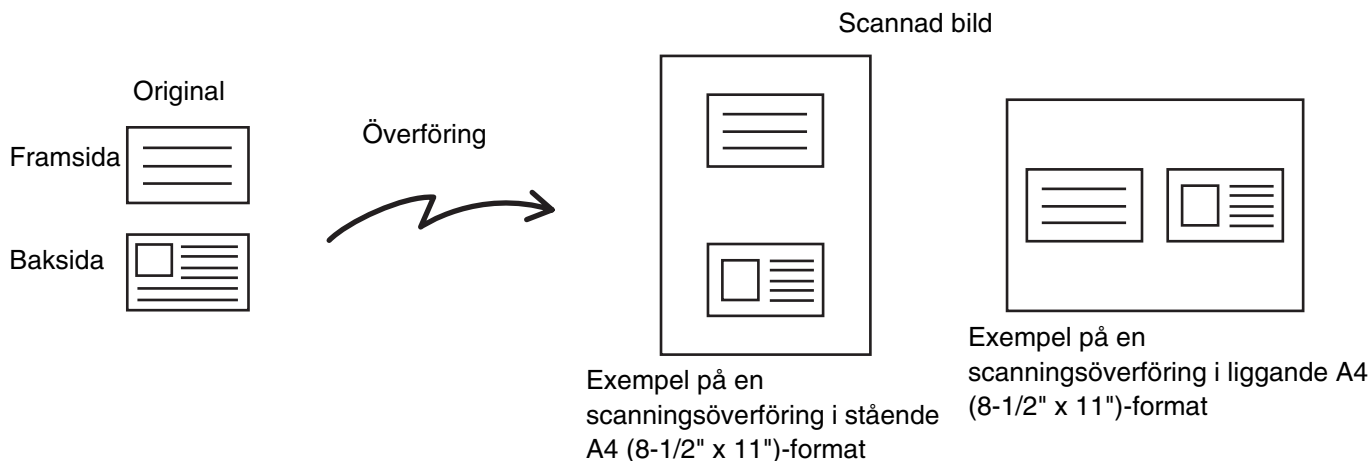 Scannad bild
Original
Framsida
Överföring
Baksida
Exempel på en
scanningsöverföring i stående
A4 (8-1/2" x 11")-format
Exempel på en
scanningsöverföring i liggande A4
(8-1/2" x 11")-format